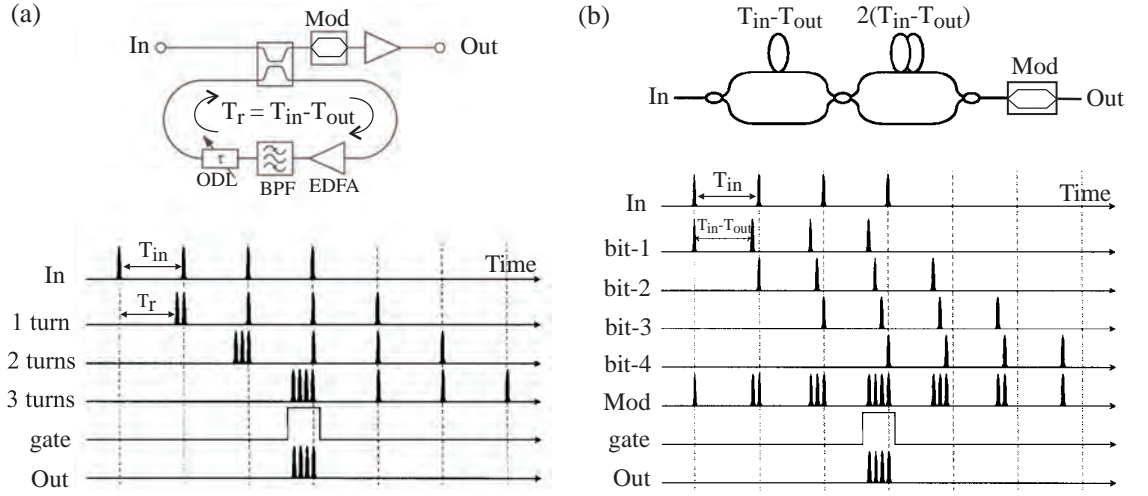 (a)
Mod
In
Out
T_r = T_in-T_out
τ
ODL
BPF
EDFA
In
T_in
Time
T_r
1 turn
2 turns
3 turns
gate
Out
(b)
T_in-T_out
2(T_in-T_out)
Mod
In
Out
In
T_in
Time
bit-1
T_in-T_out
bit-2
bit-3
bit-4
Mod
gate
Out